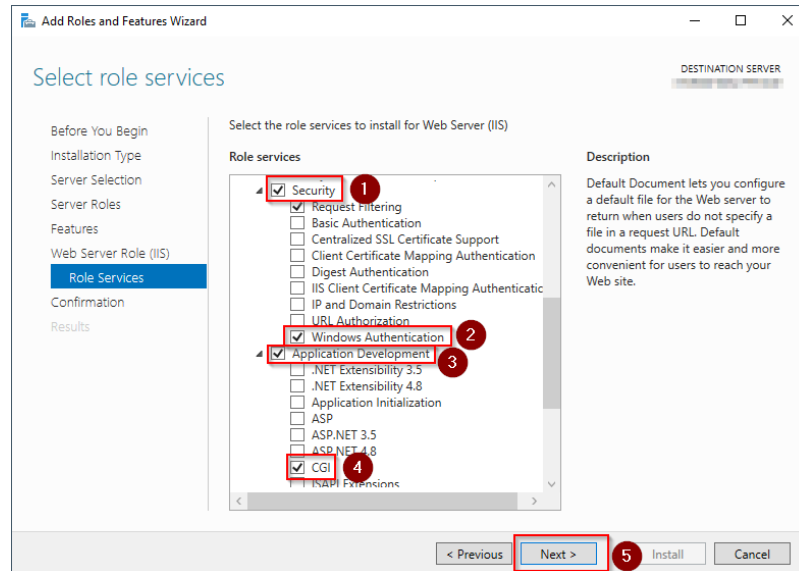 Add Roles and Features Wizard
Select role services
DESTINATION SERVER
Before You Begin
Installation Type
Server Selection
Server Roles
Features
Web Server Role (IIS)
Role Services
Confirmation
Results
Select the role services to install for Web Server (IIS)
Role services
Security 1
Request Filtering
Basic Authentication
Centralized SSL Certificate Support
Client Certificate Mapping Authentication
Digest Authentication
IIS Client Certificate Mapping Authenticatic
IP and Domain Restrictions
URL Authorization
Windows Authentication 2
Application Development 3
.NET Extensibility 3.5
.NET Extensibility 4.8
Application Initialization
ASP
ASP.NET 3.5
ASP.NET 4.8
CGI 4
ISAPI Extensions
Description
Default Document lets you configure
a default file for the Web server to
return when users do not specify a
file in a request URL. Default
documents make it easier and more
convenient for users to reach your
Web site.
< Previous Next > 5 Install Cancel